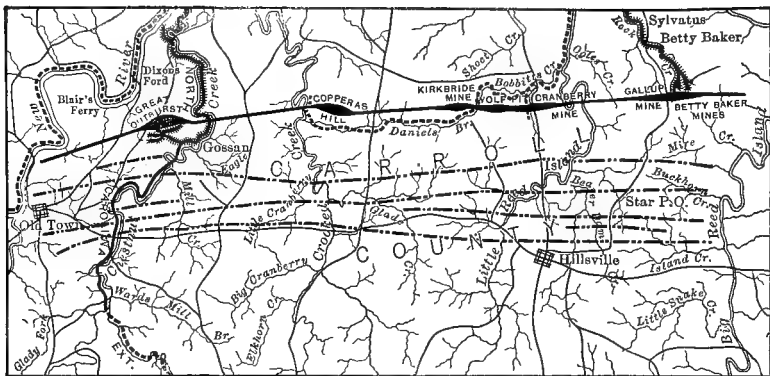 Sylvatus
Betty Baker
New River
Dixons
Ford
NORTH
Creek
Blair's
Ferry
GREAT
OUTBURST
Gossan
Eagle
COPPERAS
HILL
Shoot Cr.
Bobbitts Cr.
KIRKBRIDE
MINE
WOLF PIT
CRANBERRY
MINE
GALLUP
MINE
BETTY BAKER
MINES
Daniels Br.
Mire Cr.
Island
CARROLL
Island
Buckhorn
Cr.
Star P.O.
Old Town
Mill
Cr.
Little Cranberry
Glad
Crooked
Creek
COUNTY
Little Reed
Hillsville
Island Cr.
Chestnut
Big Cranberry
Cr.
Elkhorn Cr.
Wards Mill
Br.
Little Snake Cr.
Big Reed
Glady Fork
EXT.